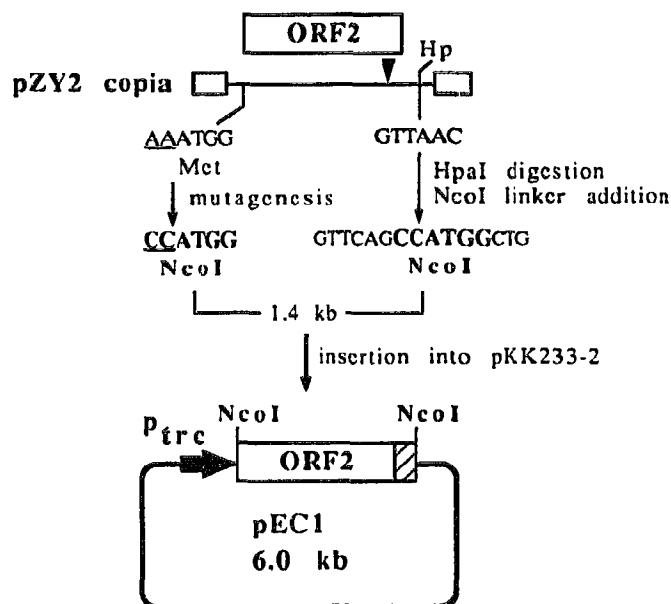 ORF2
Hp
pZY2 copia
AAATGG
GTTAAC
Met
HpaI digestion
mutagenesis
NcoI linker addition
CCATGG
GTTCAGCCATGGCTG
NcoI
NcoI
1.4 kb
insertion into pKK233-2
NcoI
NcoI
Ptrc
ORF2
pEC1
6.0 kb